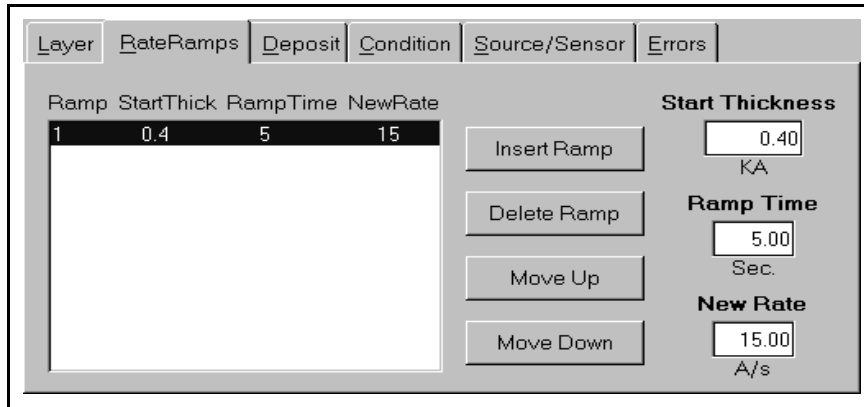 Layer RateRamps Deposit Condition Source/Sensor Errors
Ramp StartThick RampTime NewRate
1 0.4 5 15
Insert Ramp
Delete Ramp
Move Up
Move Down
Start Thickness
0.40
KA
Ramp Time
5.00
Sec.
New Rate
15.00
A/s